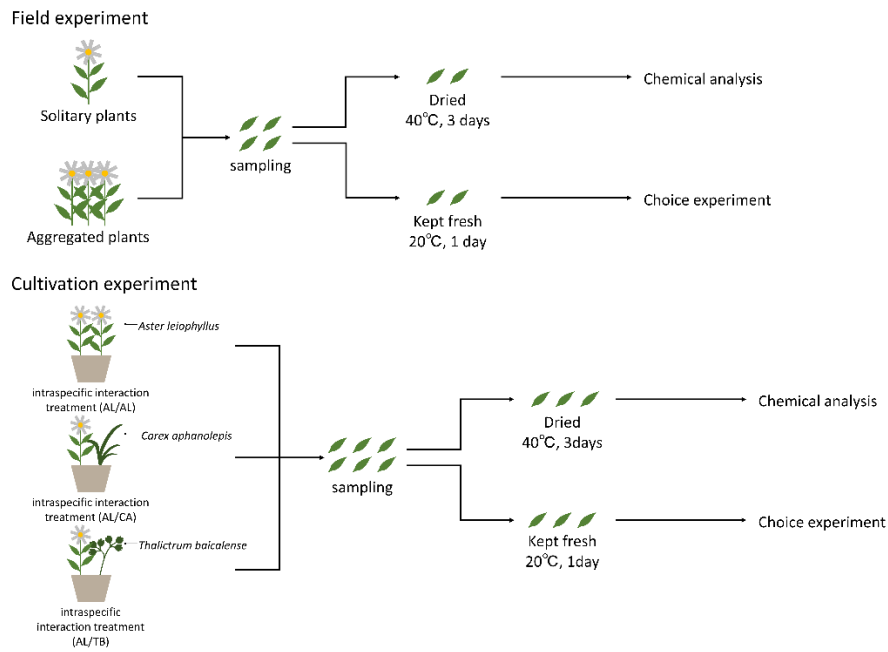 Field experiment
Solitary plants
Aggregated plants
sampling
Dried
40℃, 3 days
Chemical analysis
Kept fresh
20℃, 1 day
Choice experiment
Cultivation experiment
Aster leiophyllus
intraspecific interaction
treatment (AL/AL)
Carex aphanolepis
intraspecific interaction
treatment (AL/CA)
Thalictrum baicalense
intraspecific
interaction treatment
(AL/TB)
sampling
Dried
40℃, 3days
Chemical analysis
Kept fresh
20℃, 1day
Choice experiment